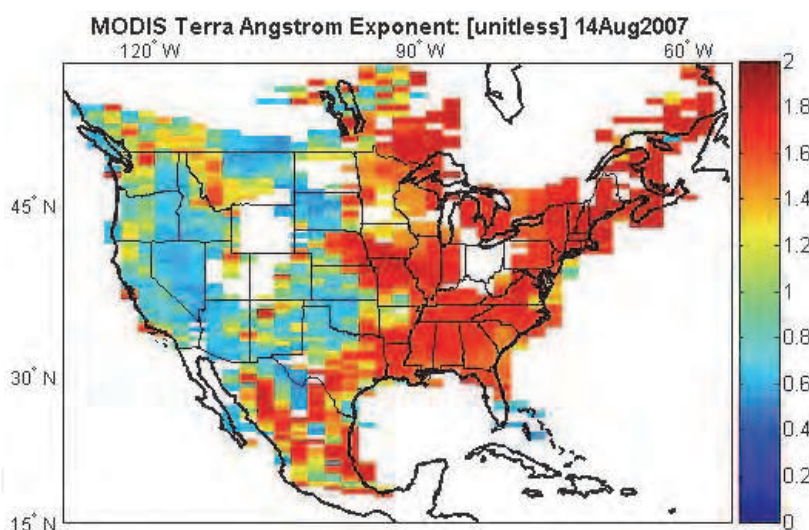 MODIS Terra Angstrom Exponent: [unitless] 14Aug2007
120° W 90° W 60° W
2
1.8
1.6
1.4
45° N
1.2
1
0.8
30° N
0.6
0.4
0.2
15° N
0